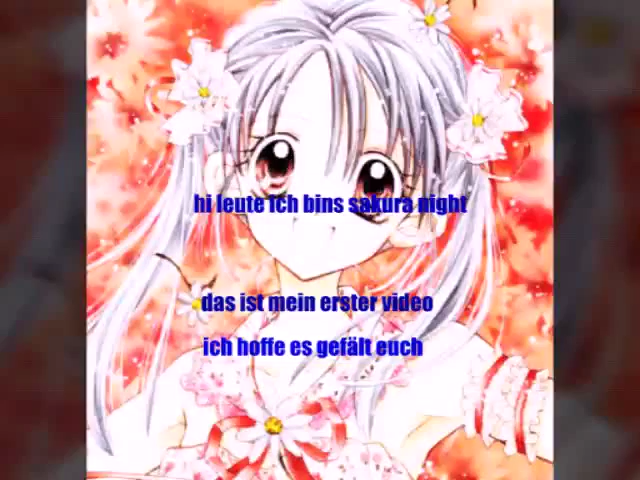 hi leute ich bins sakura night
das ist mein erster video
ich hoffe es gefält euch